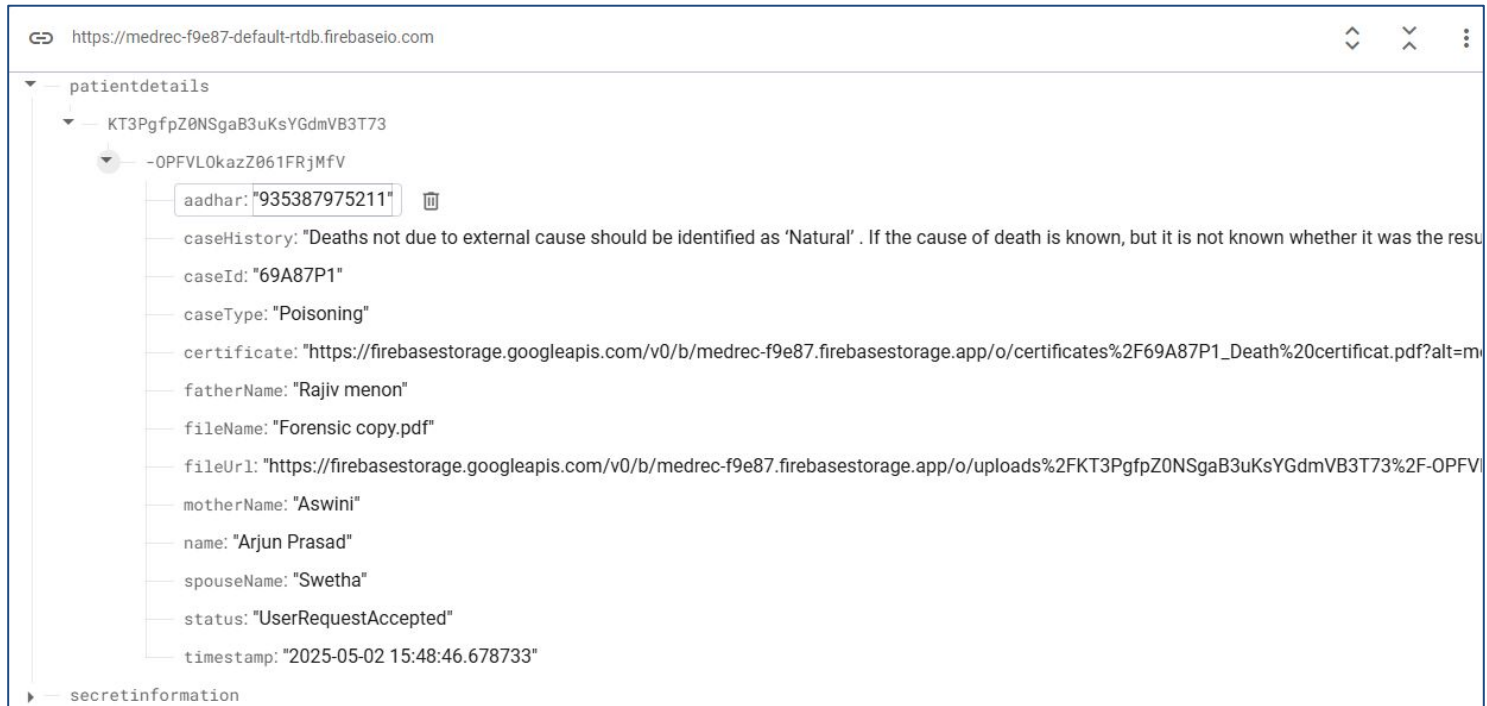 https://medrec-f9e87-default-rtdb.firebaseio.com
patientdetails
KT3PgfpZ0NSgaB3uKsYGdmVB3T73
-OPFVLOkazZ061FRjMfV
aadhar: "935387975211"
caseHistory: "Deaths not due to external cause should be identified as ‘Natural’ . If the cause of death is known, but it is not known whether it was the resu
caseId: "69A87P1"
caseType: "Poisoning"
certificate: "https://firebasestorage.googleapis.com/v0/b/medrec-f9e87.firebasestorage.app/o/certificates%2F69A87P1_Death%20certificat.pdf?alt=m
fatherName: "Rajiv menon"
fileName: "Forensic copy.pdf"
fileUrl: "https://firebasestorage.googleapis.com/v0/b/medrec-f9e87.firebasestorage.app/o/uploads%2FKT3PgfpZ0NSgaB3uKsYGdmVB3T73%2F-OPFV
motherName: "Aswini"
name: "Arjun Prasad"
spouseName: "Swetha"
status: "UserRequestAccepted"
timestamp: "2025-05-02 15:48:46.678733"
secretinformation